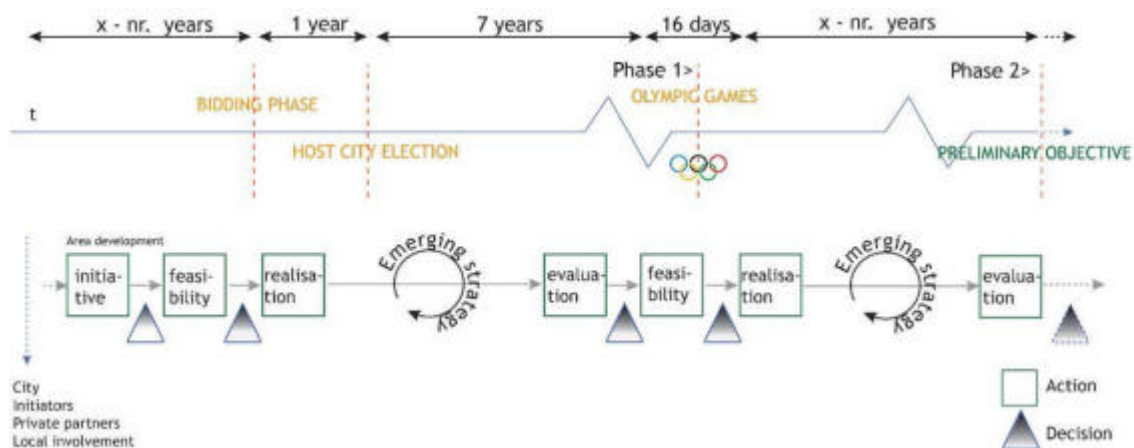 x - nr. years 1 year 7 years 16 days x - nr. years
Phase 1> Phase 2>
BIDDING PHASE OLYMPIC GAMES
t
HOST CITY ELECTION PRELIMINARY OBJECTIVE
Area development
initia-
tive
feasi-
bility
realisa-
tion
Emerging strategy
evalua-
tion
feasi-
bility
realisa-
tion
Emerging strategy
evalua-
tion
City
Initiators
Private partners
Local involvement
Action
Decision